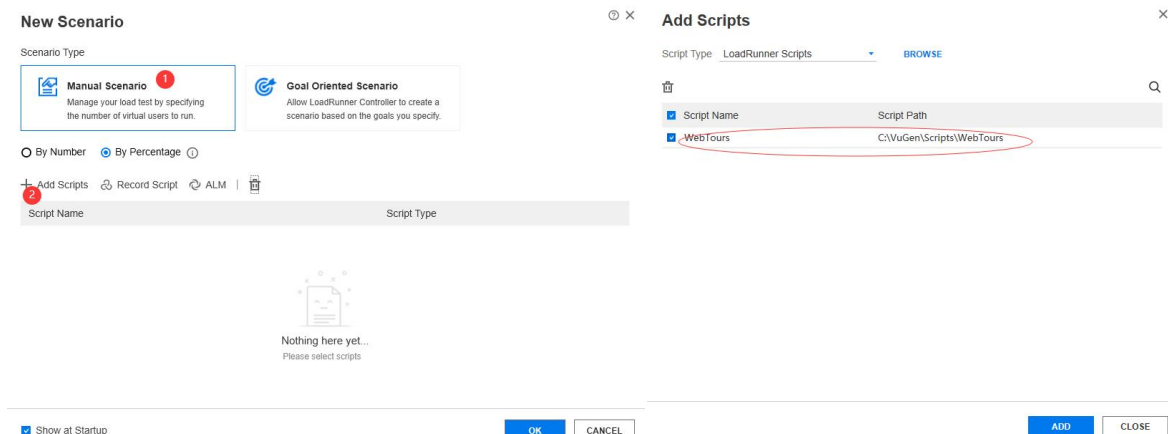 New Scenario
Scenario Type
Manual Scenario 1
Manage your load test by specifying
the number of virtual users to run.
Goal Oriented Scenario
Allow LoadRunner Controller to create a
scenario based on the goals you specify.
By Number By Percentage
Add Scripts Record Script ALM
2
Script Name Script Type
Nothing here yet...
Please select scripts
Show at Startup
OK CANCEL
Add Scripts
Script Type LoadRunner Scripts BROWSE
Script Name Script Path
WebTours C:\VuGen\Scripts\WebTours
ADD CLOSE